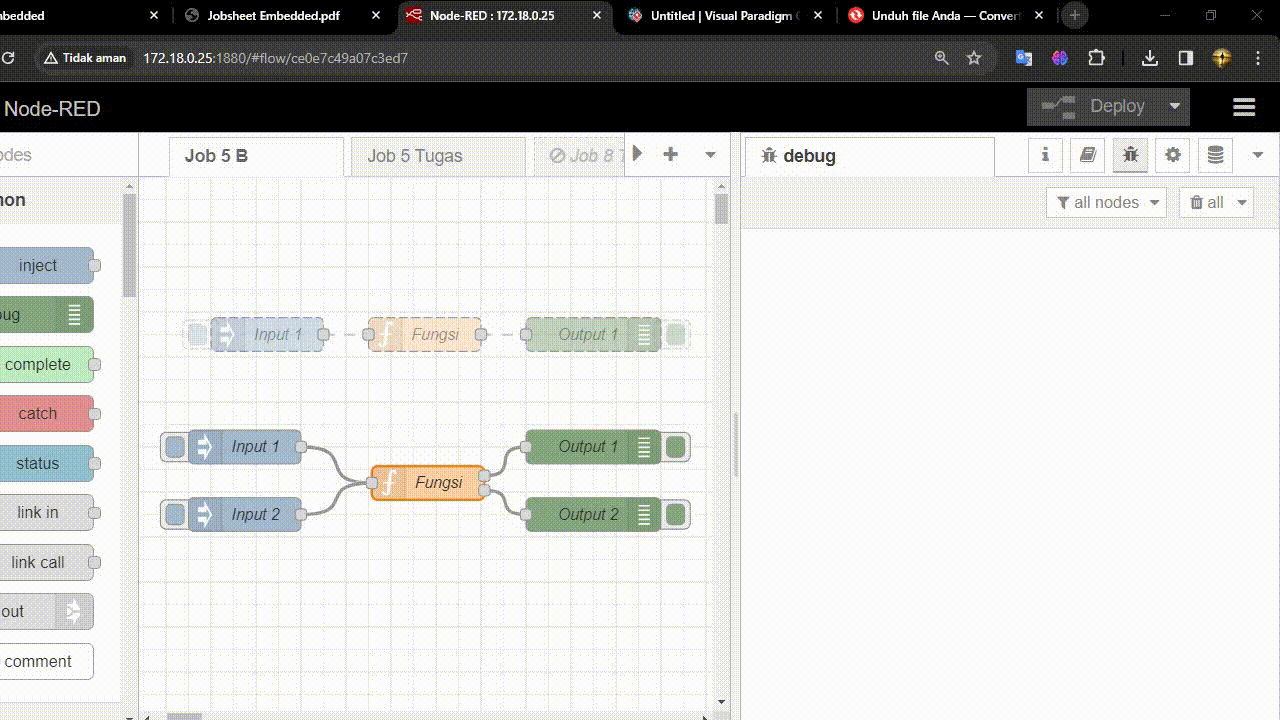 bedded
Jobsheet Embedded.pdf
Node-RED : 172.18.0.25
Untitled | Visual Paradigm
Unduh file Anda — Conver
Tidak aman
172.18.0.25:1880/#flow/ce0e7c49a07c3ed7
Node-RED
Deploy
odes
Job 5 B
Job 5 Tugas
Job 8 T
debug
mon
all nodes
all
inject
bug
complete
catch
status
link in
link call
out
comment
Input 1
Fungsi
Output 1
Input 1
Output 1
Fungsi
Input 2
Output 2